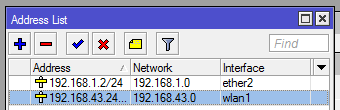 Address List
Find
Address Network Interface
192.168.1.2/24 192.168.1.0 ether2
192.168.43.24... 192.168.43.0 wlan1